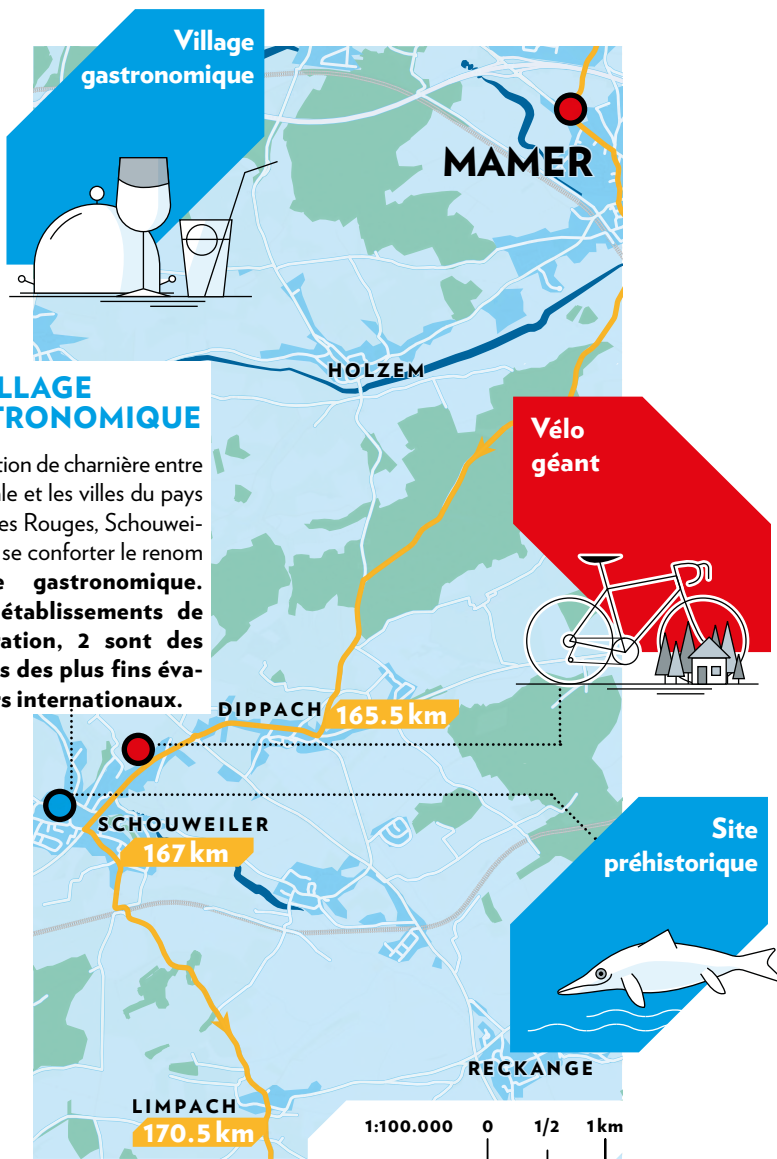 Village
gastronomique
MAMER
HOLZEM
LLAGE
TRONOMIQUE
tion de charnière entre
le et les villes du pays
es Rouges, Schouwei-
se conforter le renom
e gastronomique.
établissements de
ration, 2 sont des
s des plus fins éva-
rs internationaux.
Vélo
géant
DIPPACH 165.5 km
SCHOUWEILER
167 km
Site
préhistorique
RECKANGE
LIMPACH
170.5 km
1:100.000 0 1/2 1 km